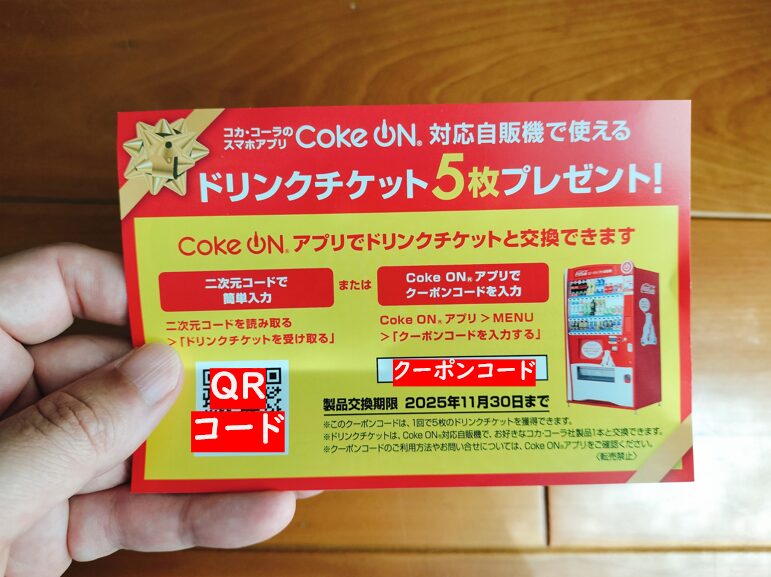 コカ・コーラの
スマホアプリ Coke ON® 対応自販機で使える
ドリンクチケット5枚プレゼント!
Coke ON® アプリでドリンクチケットと交換できます
二次元コードで
簡単入力
または
Coke ON®アプリで
クーポンコードを入力
二次元コードを読み取る
>「ドリンクチケットを受け取る」
Coke ON®アプリ>MENU
>「クーポンコードを入力する」
QR
コード
クーポンコード
製品交換期限 2025年11月30日まで
※このクーポンコードは、1回で5枚のドリンクチケットを獲得できます。
※ドリンクチケットは、Coke ON®対応自販機で、お好きなコカ・コーラ社製品1本と交換できます。
※クーポンコードのご利用方法やお問い合せについては、Coke ON®アプリをご確認ください。
〈転売禁止〉